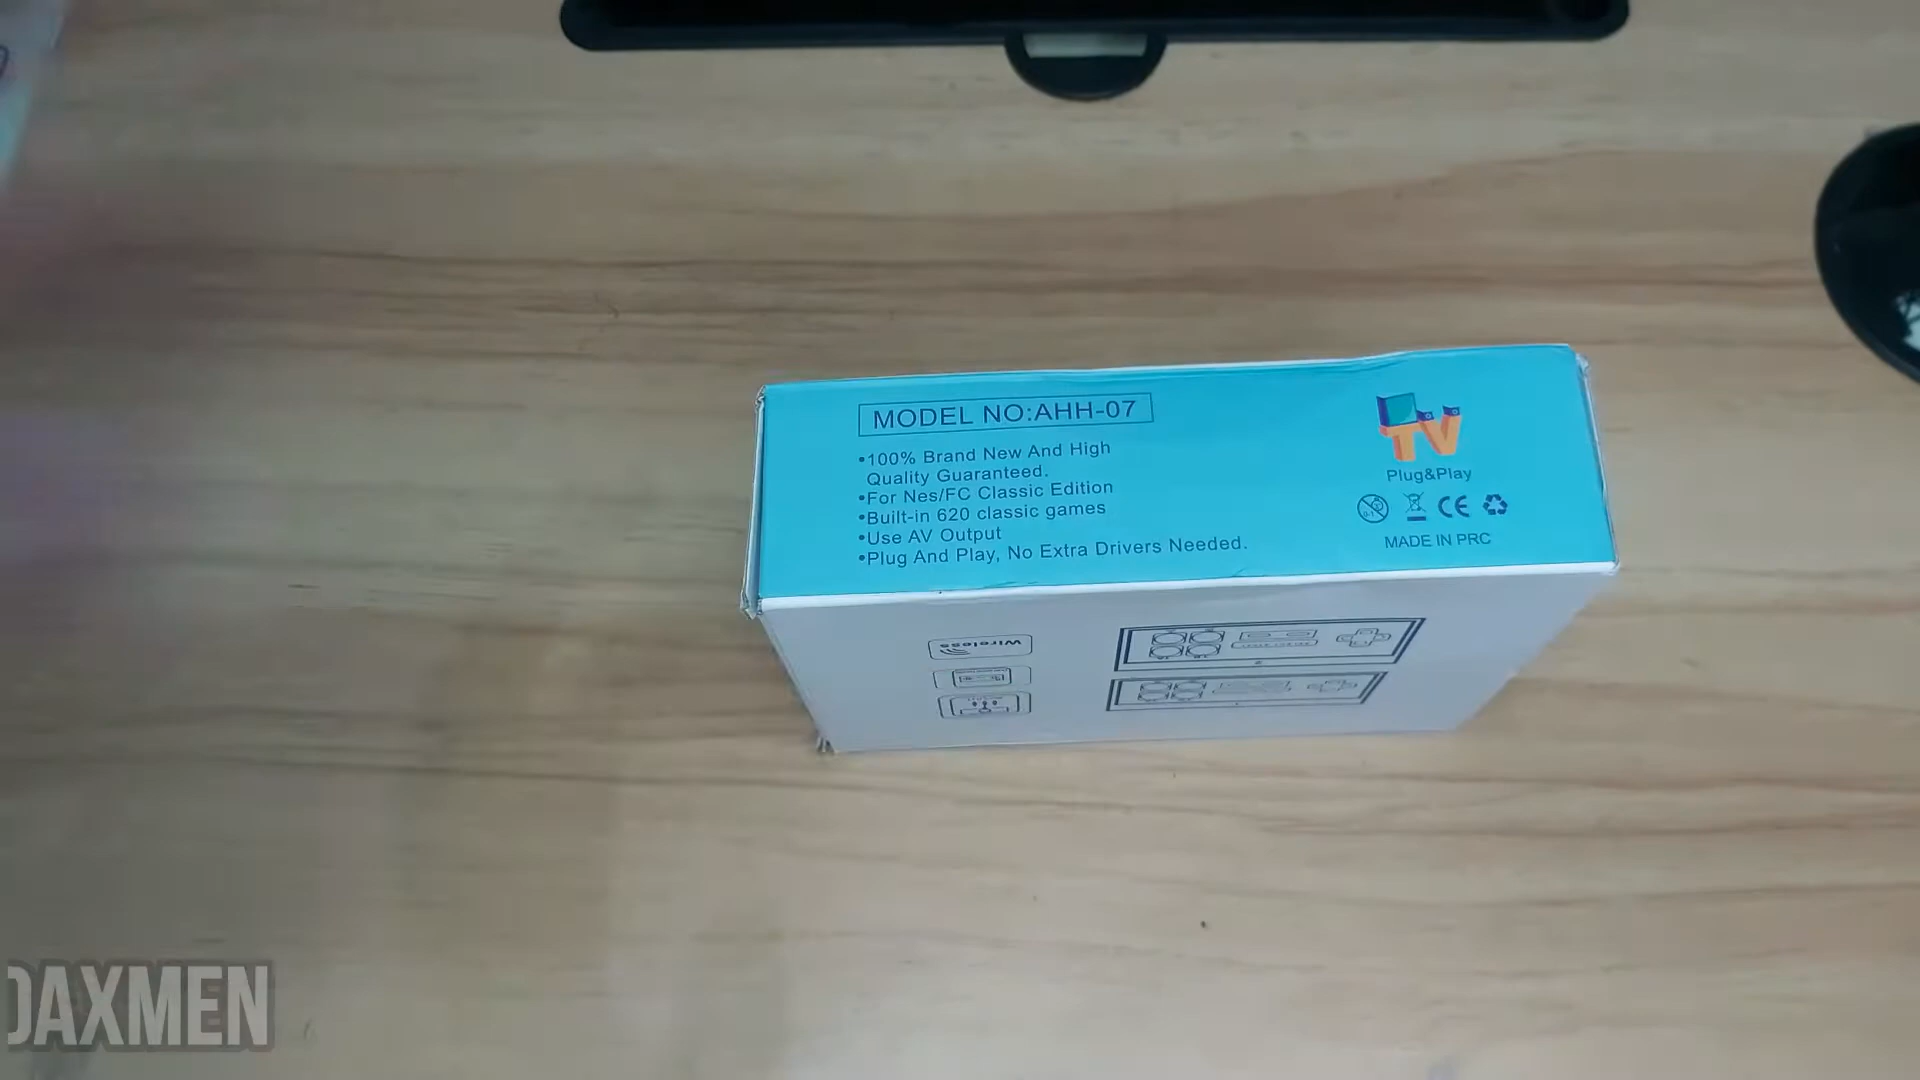 MODEL NO:AHH-07
•100% Brand New And High
Quality Guaranteed.
•For Nes/FC Classic Edition
•Built-in 620 classic games
•Use AV Output
•Plug And Play, No Extra Drivers Needed.
TV
Plug&Play
CE
MADE IN PRC
Wireless
DAXMEN